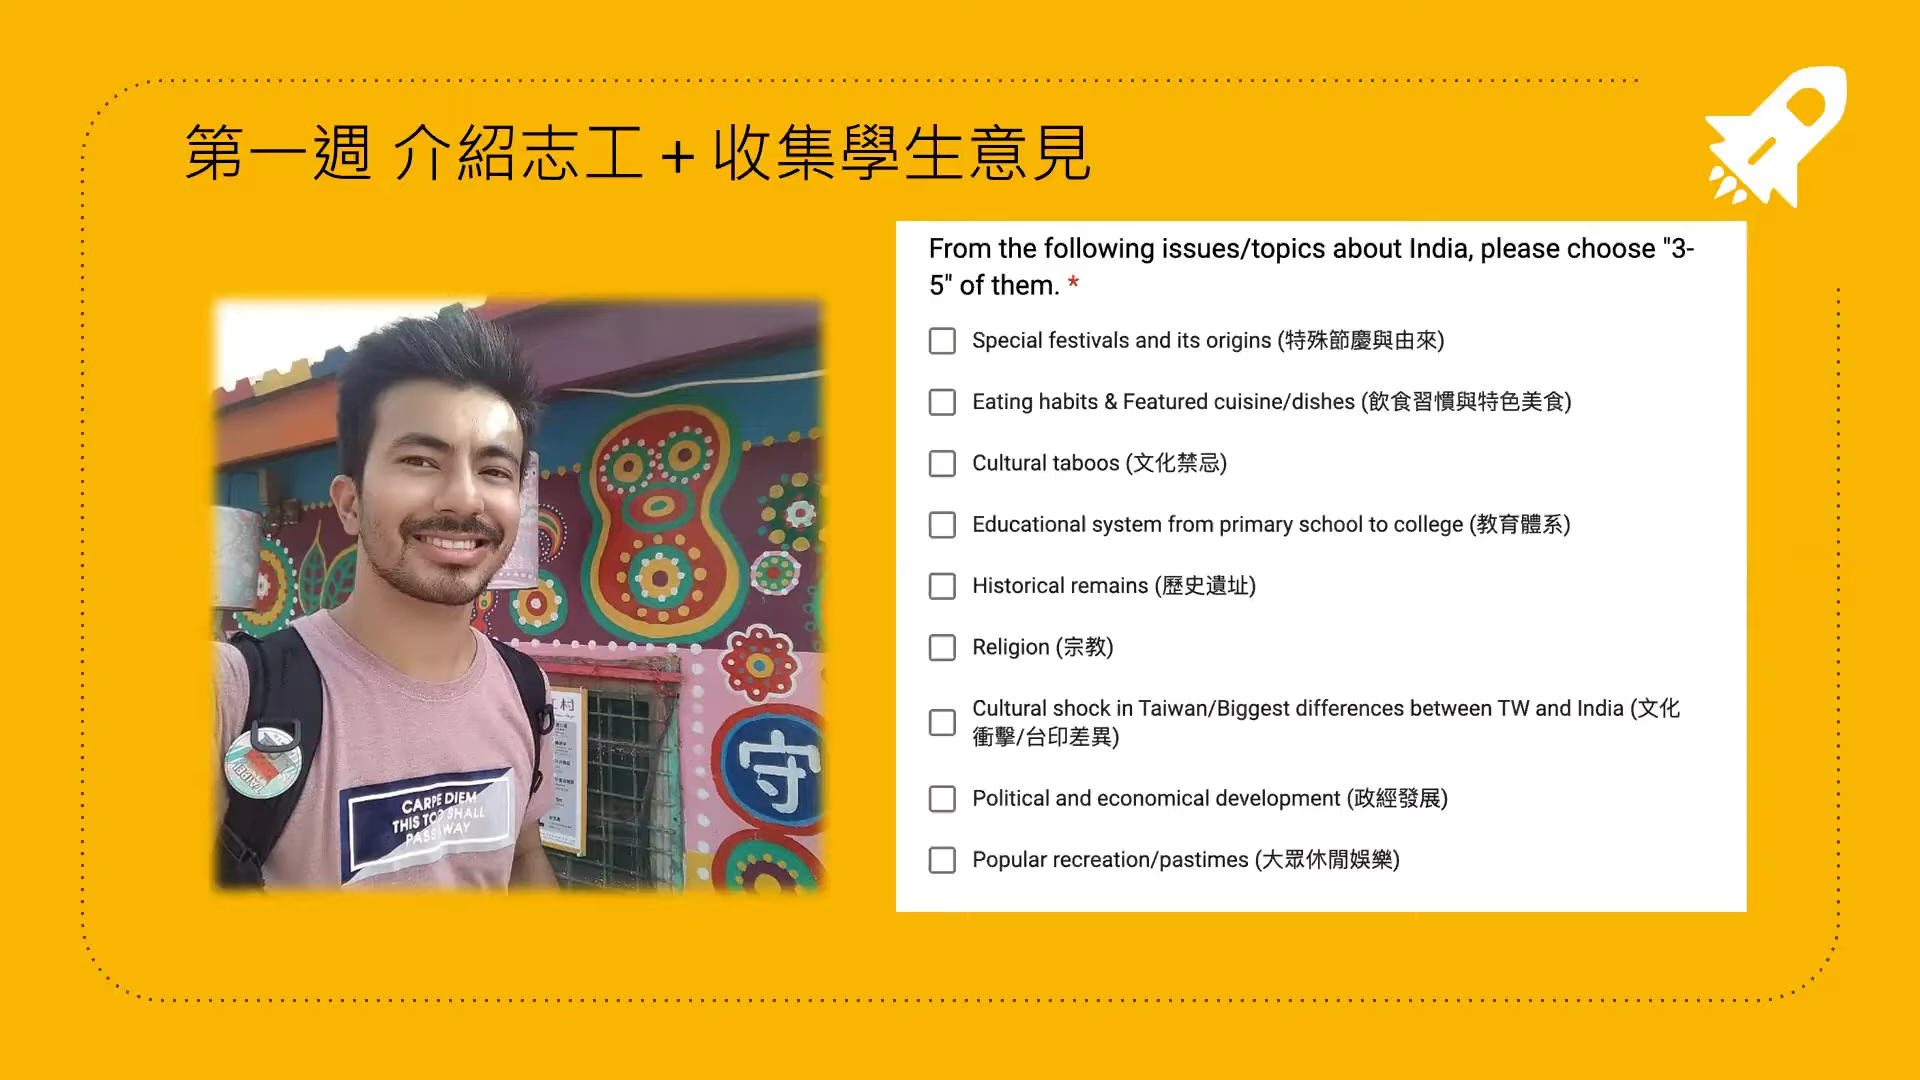 第一週 介紹志工 + 收集學生意見
From the following issues/topics about India, please choose "3-
5" of them. *
Special festivals and its origins (特殊節慶與由來)
Eating habits & Featured cuisine/dishes (飲食習慣與特色美食)
Cultural taboos (文化禁忌)
Educational system from primary school to college (教育體系)
Historical remains (歷史遺址)
Religion (宗教)
Cultural shock in Taiwan/Biggest differences between TW and India (文化
衝擊/台印差異)
Political and economical development (政經發展)
Popular recreation/pastimes (大眾休閒娛樂)
守
TAIPEI
CARPE DIEM
THIS TOO SHALL
PASS AWAY